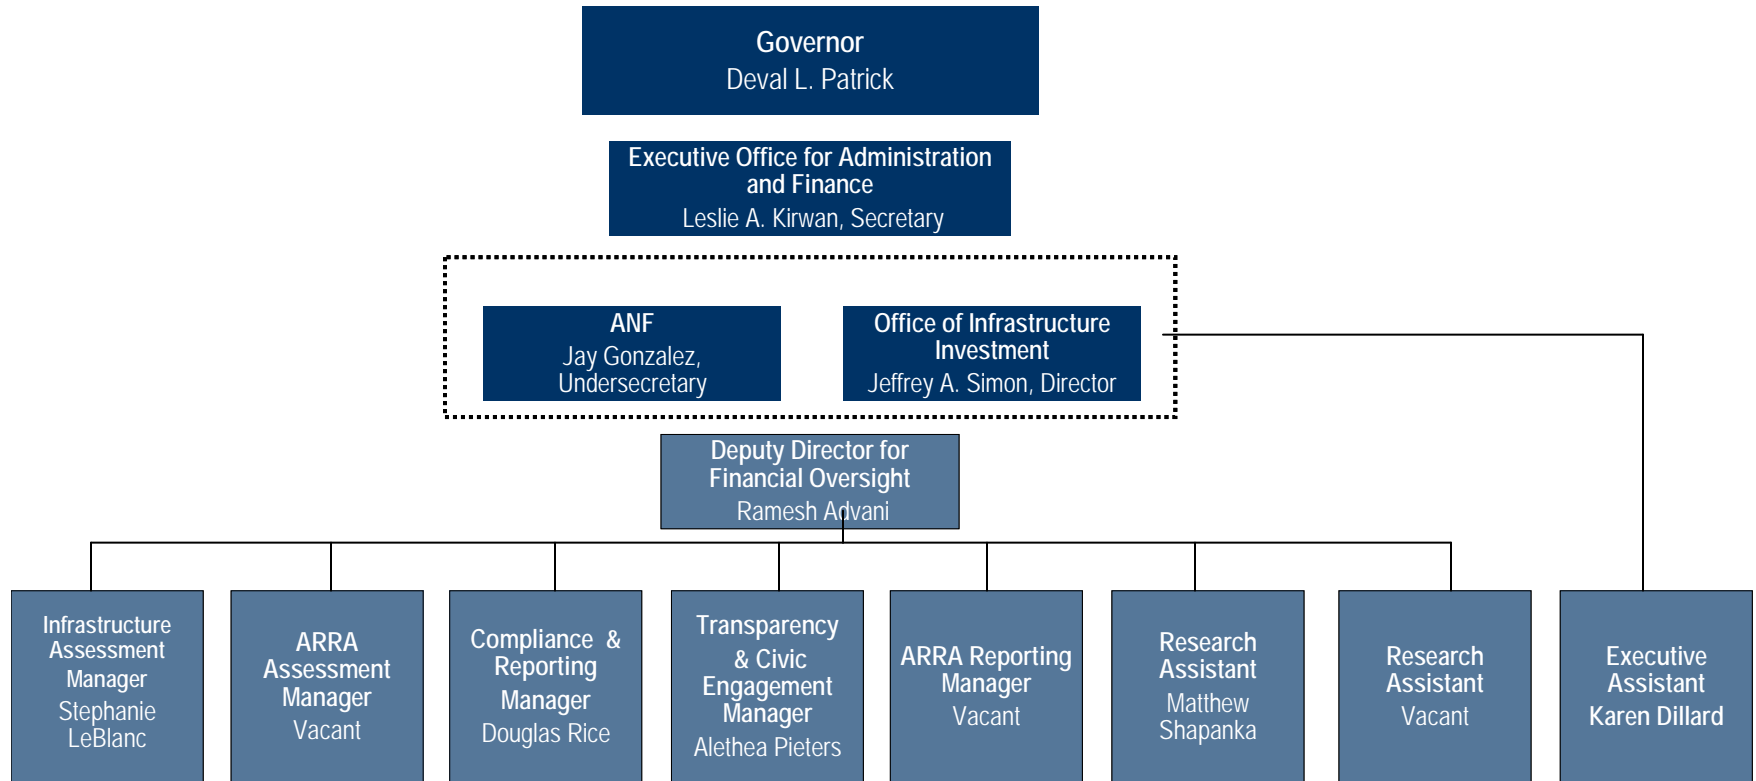 Governor
Deval L. Patrick
Executive Office for Administration
and Finance
Leslie A. Kirwan, Secretary
ANF
Jay Gonzalez,
Undersecretary
Office of Infrastructure
Investment
Jeffrey A. Simon, Director
Deputy Director for
Financial Oversight
Ramesh Advani
Infrastructure
Assessment
Manager
Stephanie
LeBlanc
ARRA
Assessment
Manager
Vacant
Compliance & 
Reporting
Manager
Douglas Rice
Transparency
& Civic
Engagement
Manager
Alethea Pieters
ARRA Reporting
Manager
Vacant
Research
Assistant
Matthew
Shapanka
Research
Assistant
Vacant
Executive
Assistant
Karen Dillard